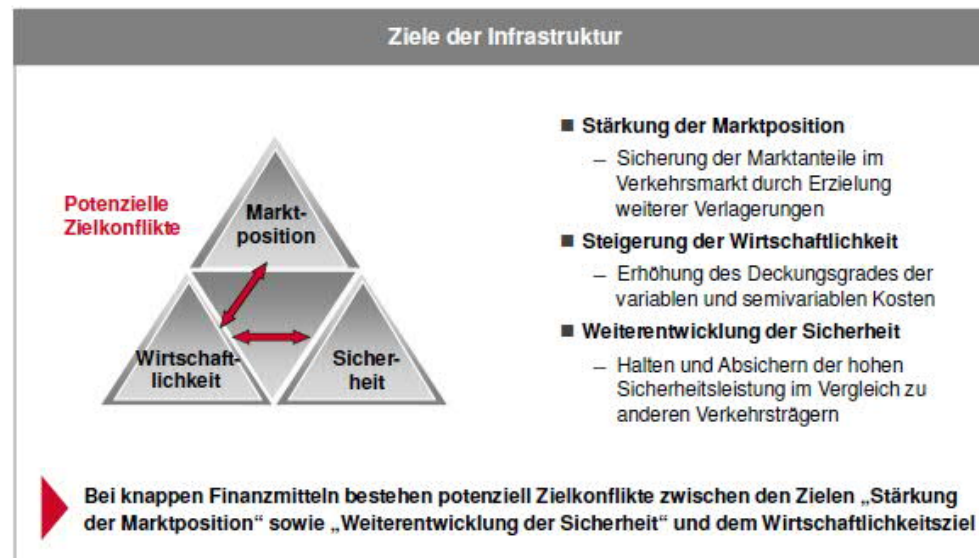 Ziele der Infrastruktur
Potenzielle
Zielkonflikte
Markt-
position
Wirtschaft-
lichkeit
Sicher-
heit
■ Stärkung der Marktposition
– Sicherung der Marktanteile im
Verkehrsmarkt durch Erzielung
weiterer Verlagerungen
■ Steigerung der Wirtschaftlichkeit
– Erhöhung des Deckungsgrades der
variablen und semivariablen Kosten
■ Weiterentwicklung der Sicherheit
– Halten und Absichern der hohen
Sicherheitsleistung im Vergleich zu
anderen Verkehrsträgern
Bei knappen Finanzmitteln bestehen potenziell Zielkonflikte zwischen den Zielen „Stärkung
der Marktposition“ sowie „Weiterentwicklung der Sicherheit“ und dem Wirtschaftlichkeitsziel